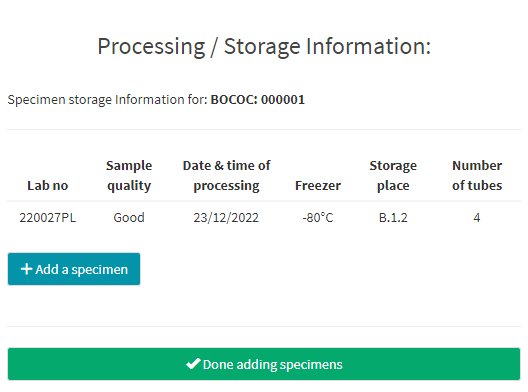 Processing / Storage Information:
Specimen storage Information for: BOCOC: 000001
Lab no Sample quality Date & time of processing Freezer Storage place Number of tubes
220027PL Good 23/12/2022 -80°C B.1.2 4
Add a specimen
Done adding specimens